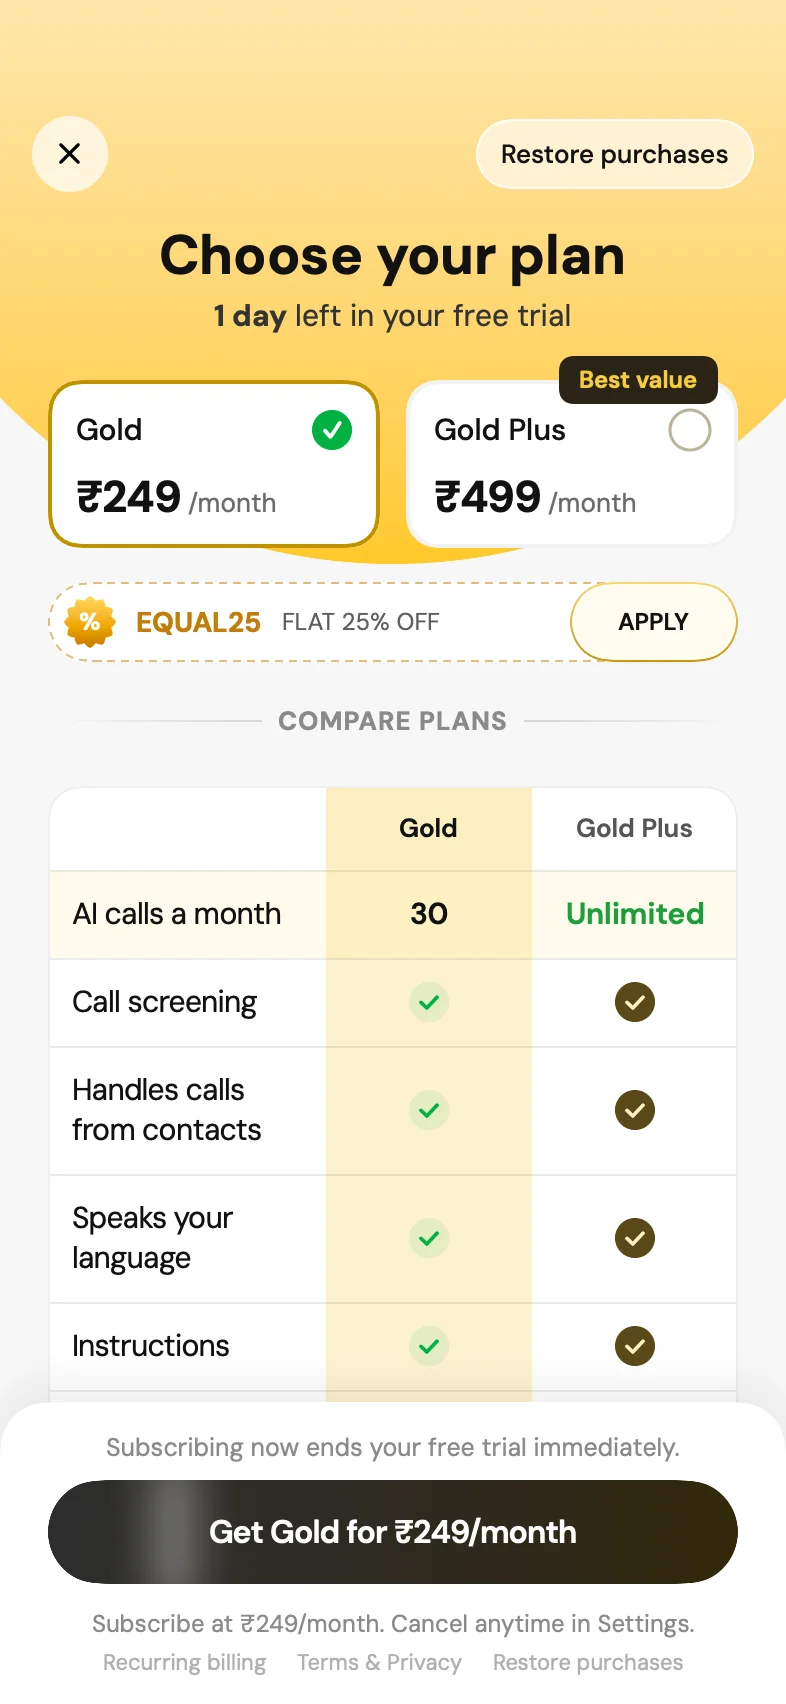 Restore purchases
Choose your plan
1 day left in your free trial
Best value
Gold
Gold Plus
₹249 /month
₹499 /month
% EQUAL25 FLAT 25% OFF APPLY
COMPARE PLANS
Gold Gold Plus
AI calls a month 30 Unlimited
Call screening
Handles calls
from contacts
Speaks your
language
Instructions
Subscribing now ends your free trial immediately.
Get Gold for ₹249/month
Subscribe at ₹249/month. Cancel anytime in Settings.
Recurring billing Terms & Privacy Restore purchases